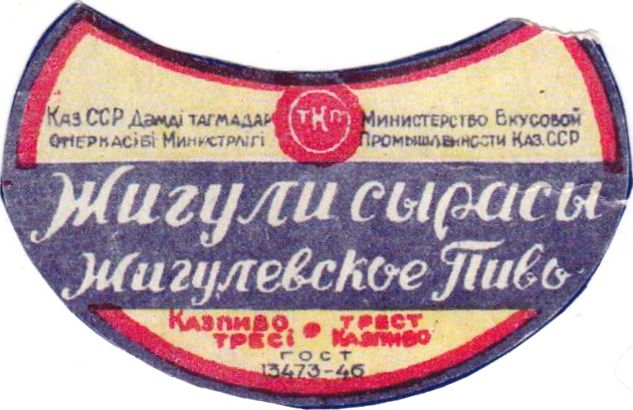 Каз ССР Дәмді тағмадар
өнеркәсібі Министрлігі
ТКП
Министерство Вкусовой
Промышленности Каз.ССР
Жигули сырасы
Жигулевское Пиво
Казпиво
тресі
трест
Казпиво
ГОСТ
13473-46